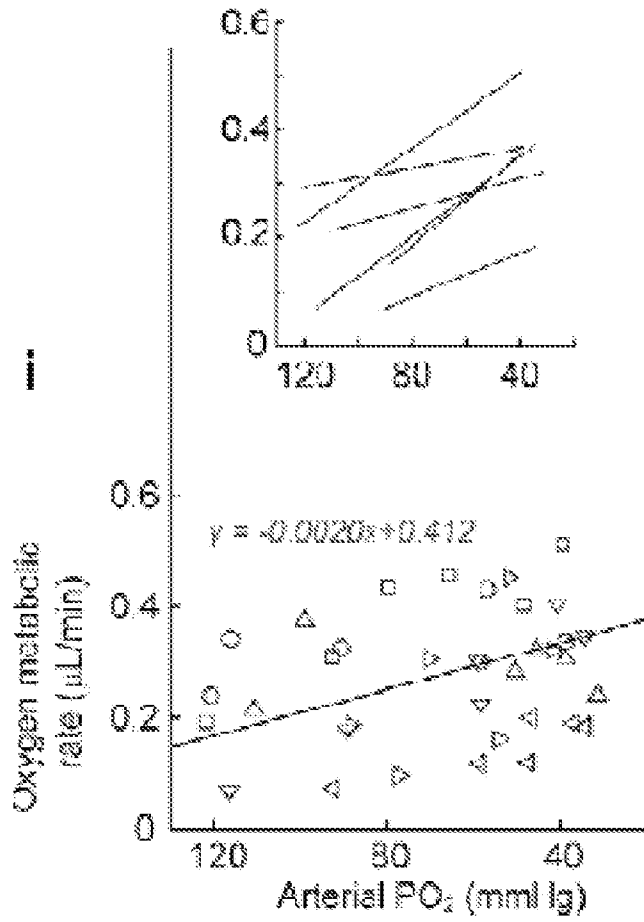 0.6
0.4
0.2
0
120 80 40
i
0.6
y = -0.0020x+0.412
0.4
0.2
0
Oxygen metabolic
rate (μL/min)
120 80 40
Arterial PO₂ (mmHg)